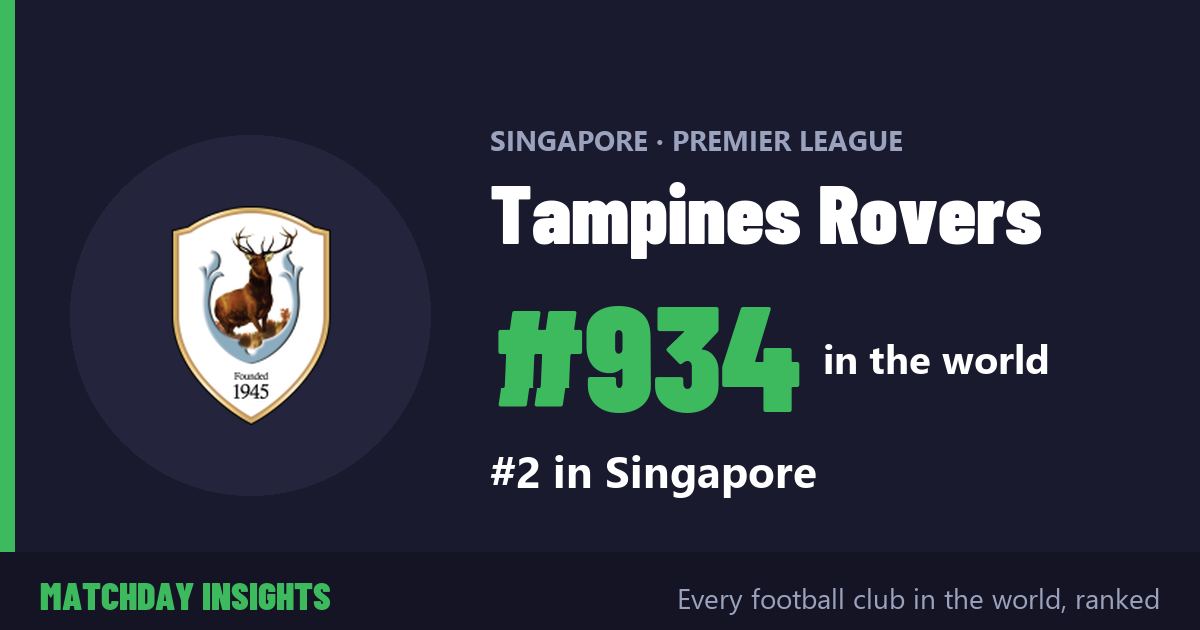 SINGAPORE · PREMIER LEAGUE
Tampines Rovers
#934 in the world
#2 in Singapore
Founded
1945
MATCHDAY INSIGHTS
Every football club in the world, ranked